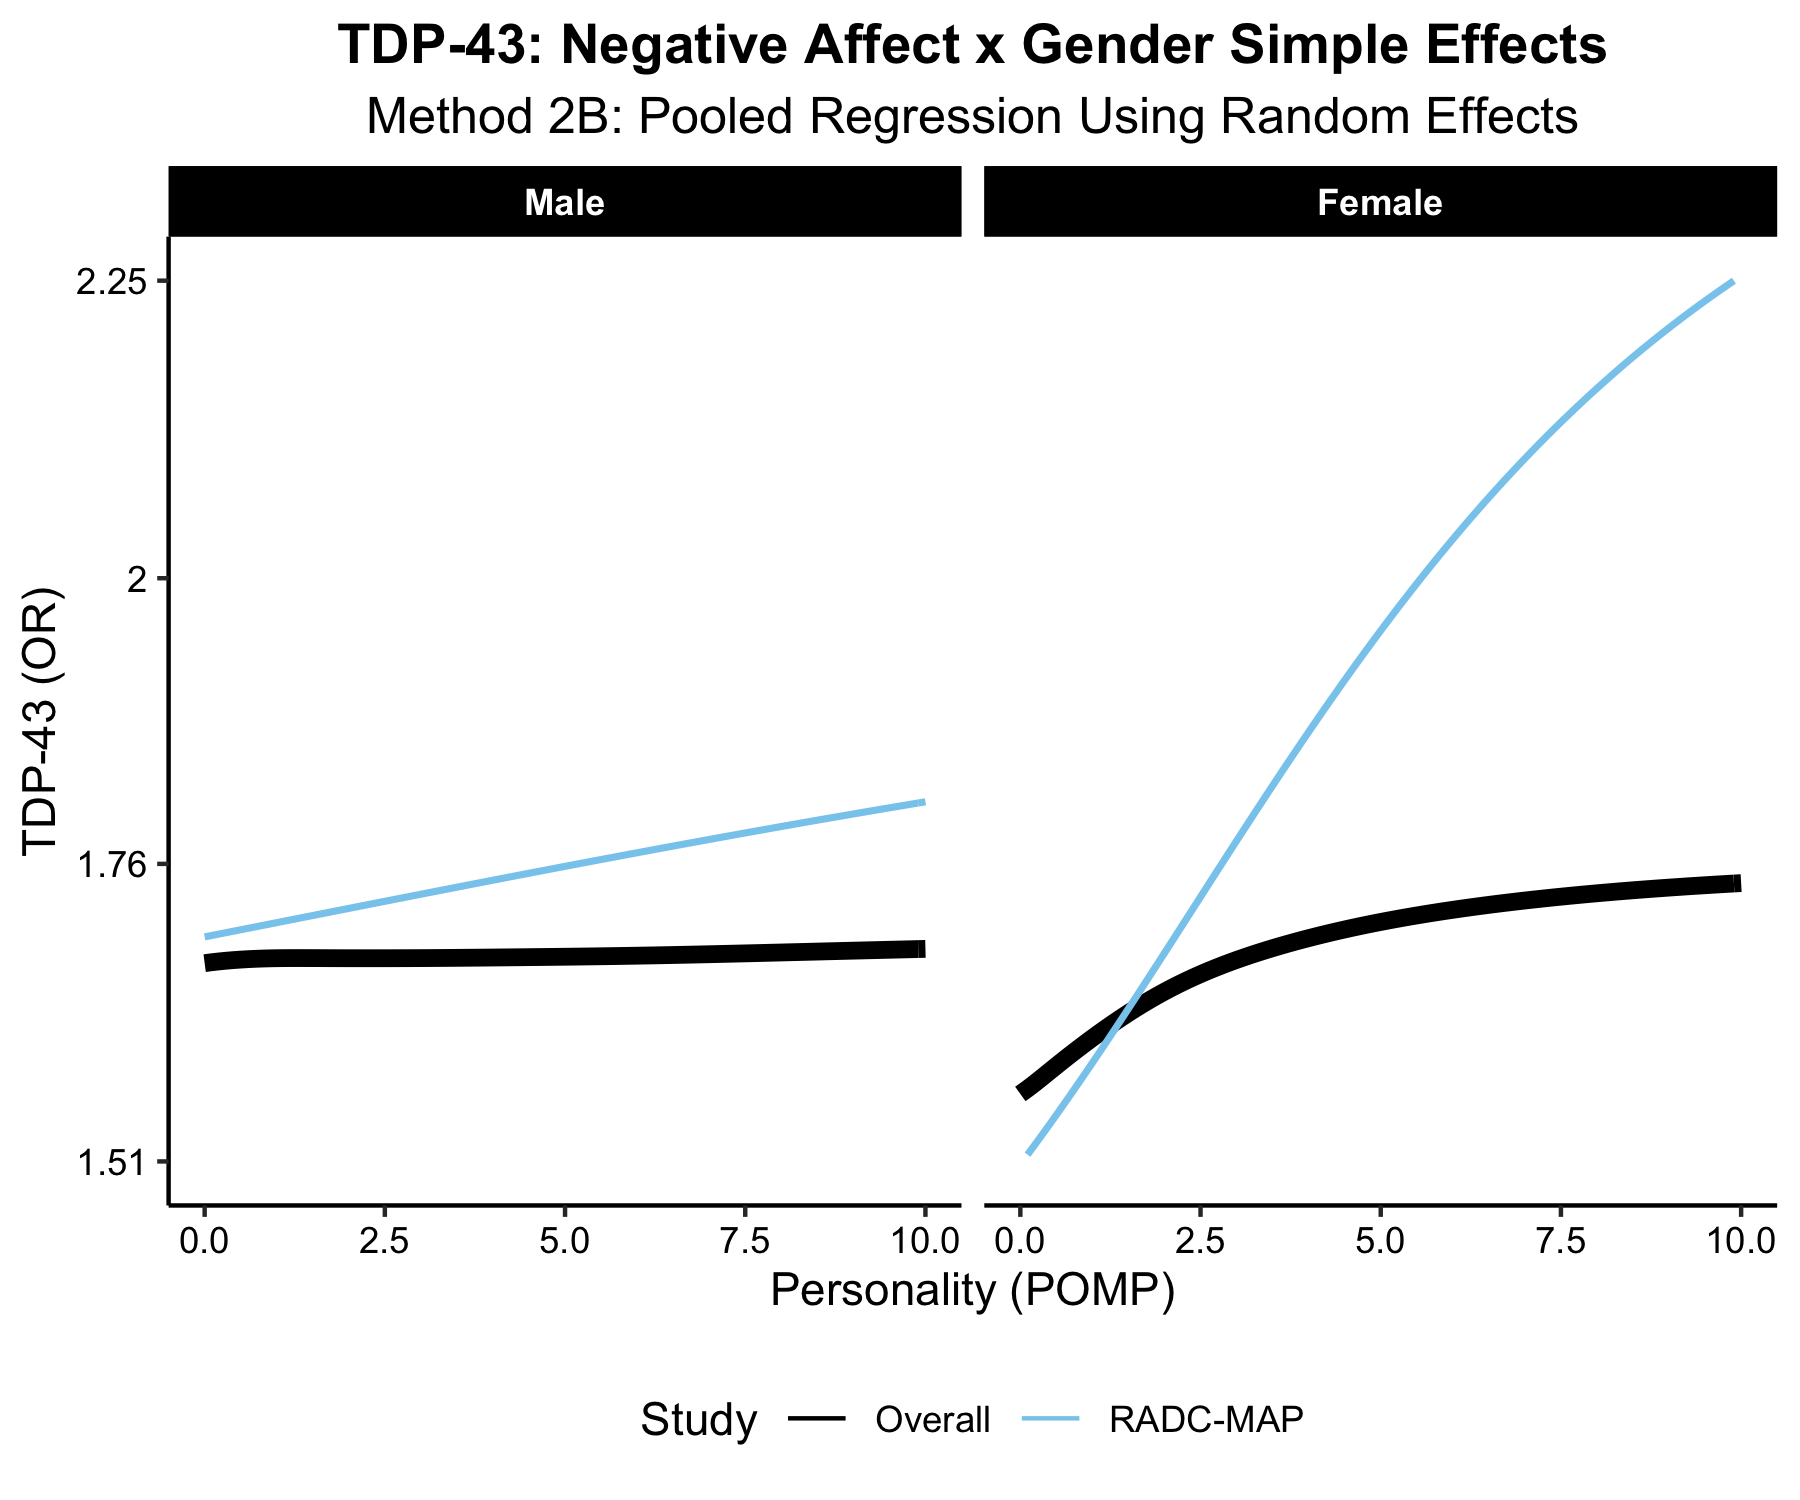 TDP-43: Negative Affect x Gender Simple Effects
Method 2B: Pooled Regression Using Random Effects
Male
Female
TDP-43 (OR)
2.25
2
1.76
1.51
0.0 2.5 5.0 7.5 10.0
0.0 2.5 5.0 7.5 10.0
Personality (POMP)
Study Overall RADC-MAP